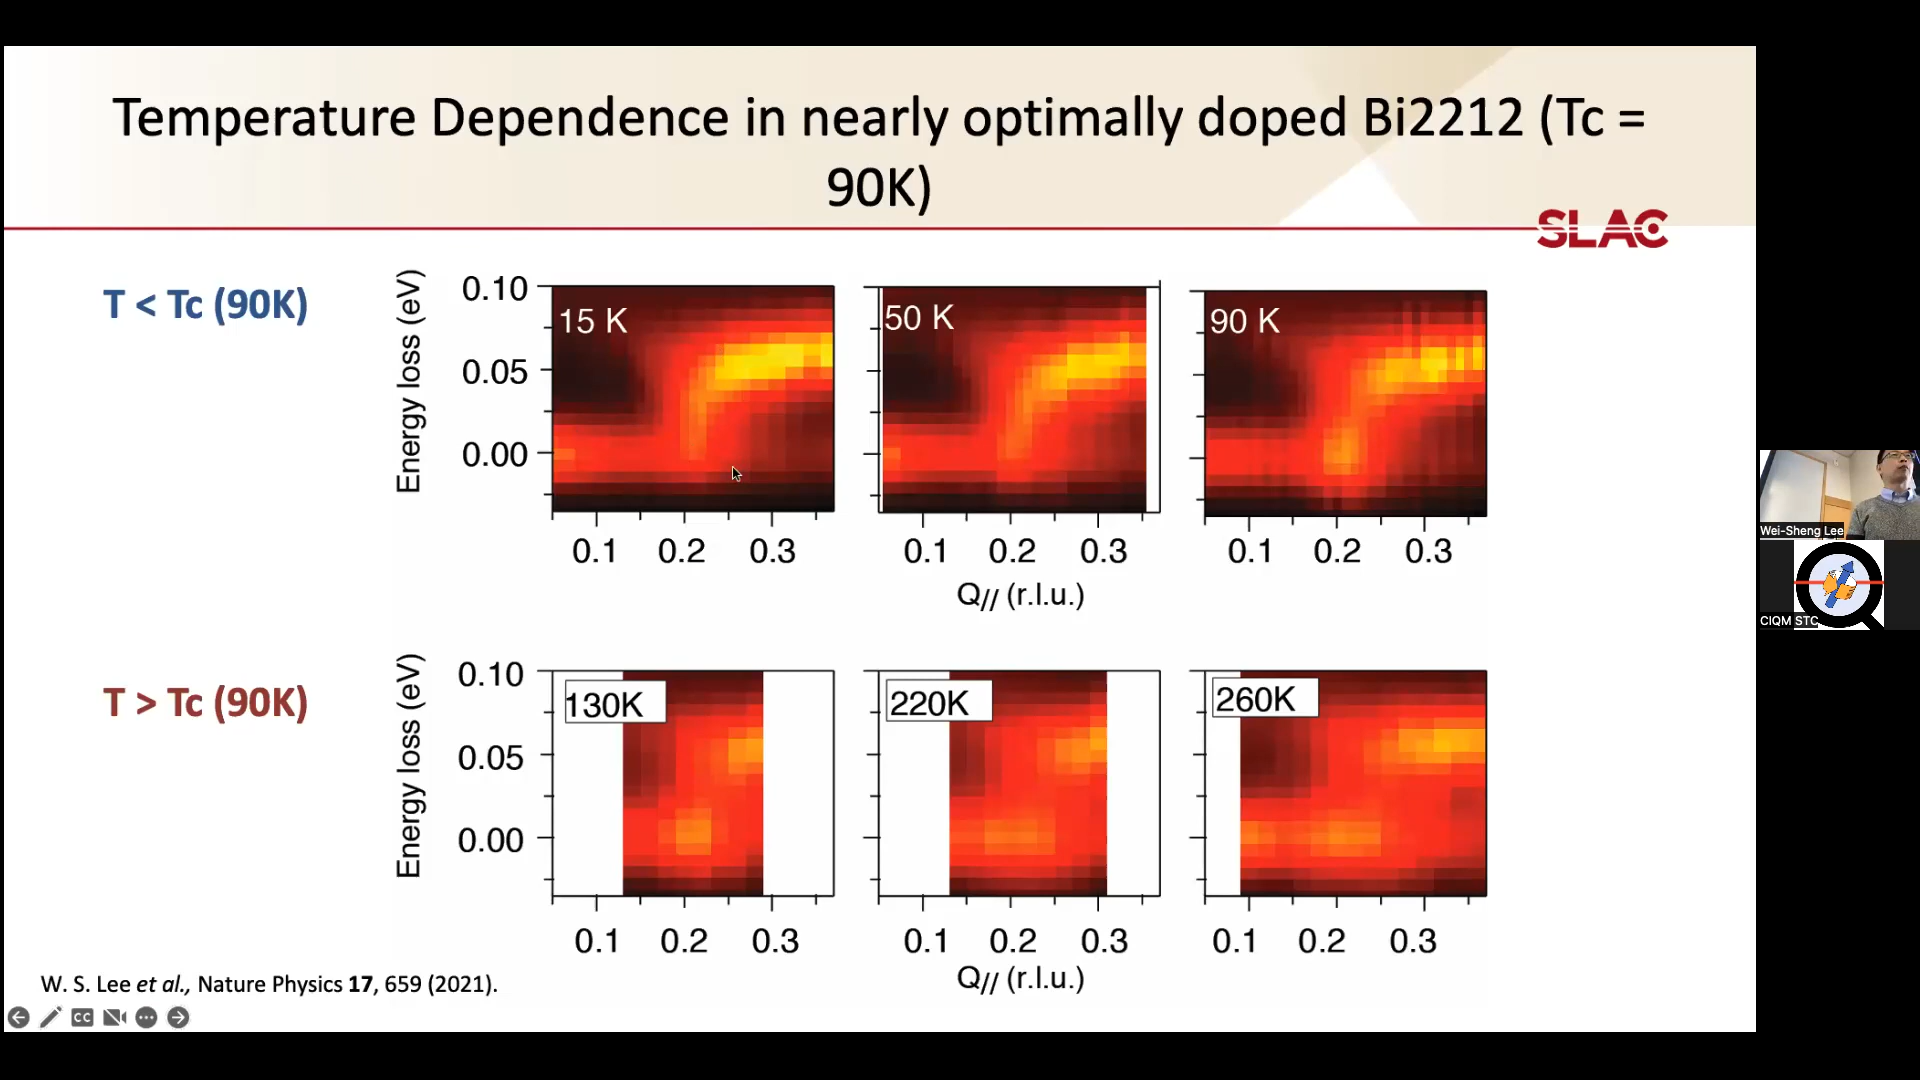 Temperature Dependence in nearly optimally doped Bi2212 (Tc =
90K)
SLAC
T < Tc (90K)
Energy loss (eV)
0.10
0.05
0.00
15 K
50 K
90 K
0.1 0.2 0.3
0.1 0.2 0.3
0.1 0.2 0.3
Q// (r.l.u.)
T > Tc (90K)
Energy loss (eV)
0.10
0.05
0.00
130K
220K
260K
0.1 0.2 0.3
0.1 0.2 0.3
0.1 0.2 0.3
Q// (r.l.u.)
W. S. Lee et al., Nature Physics 17, 659 (2021).
CC
Wei-Sheng Lee
CIQM STC